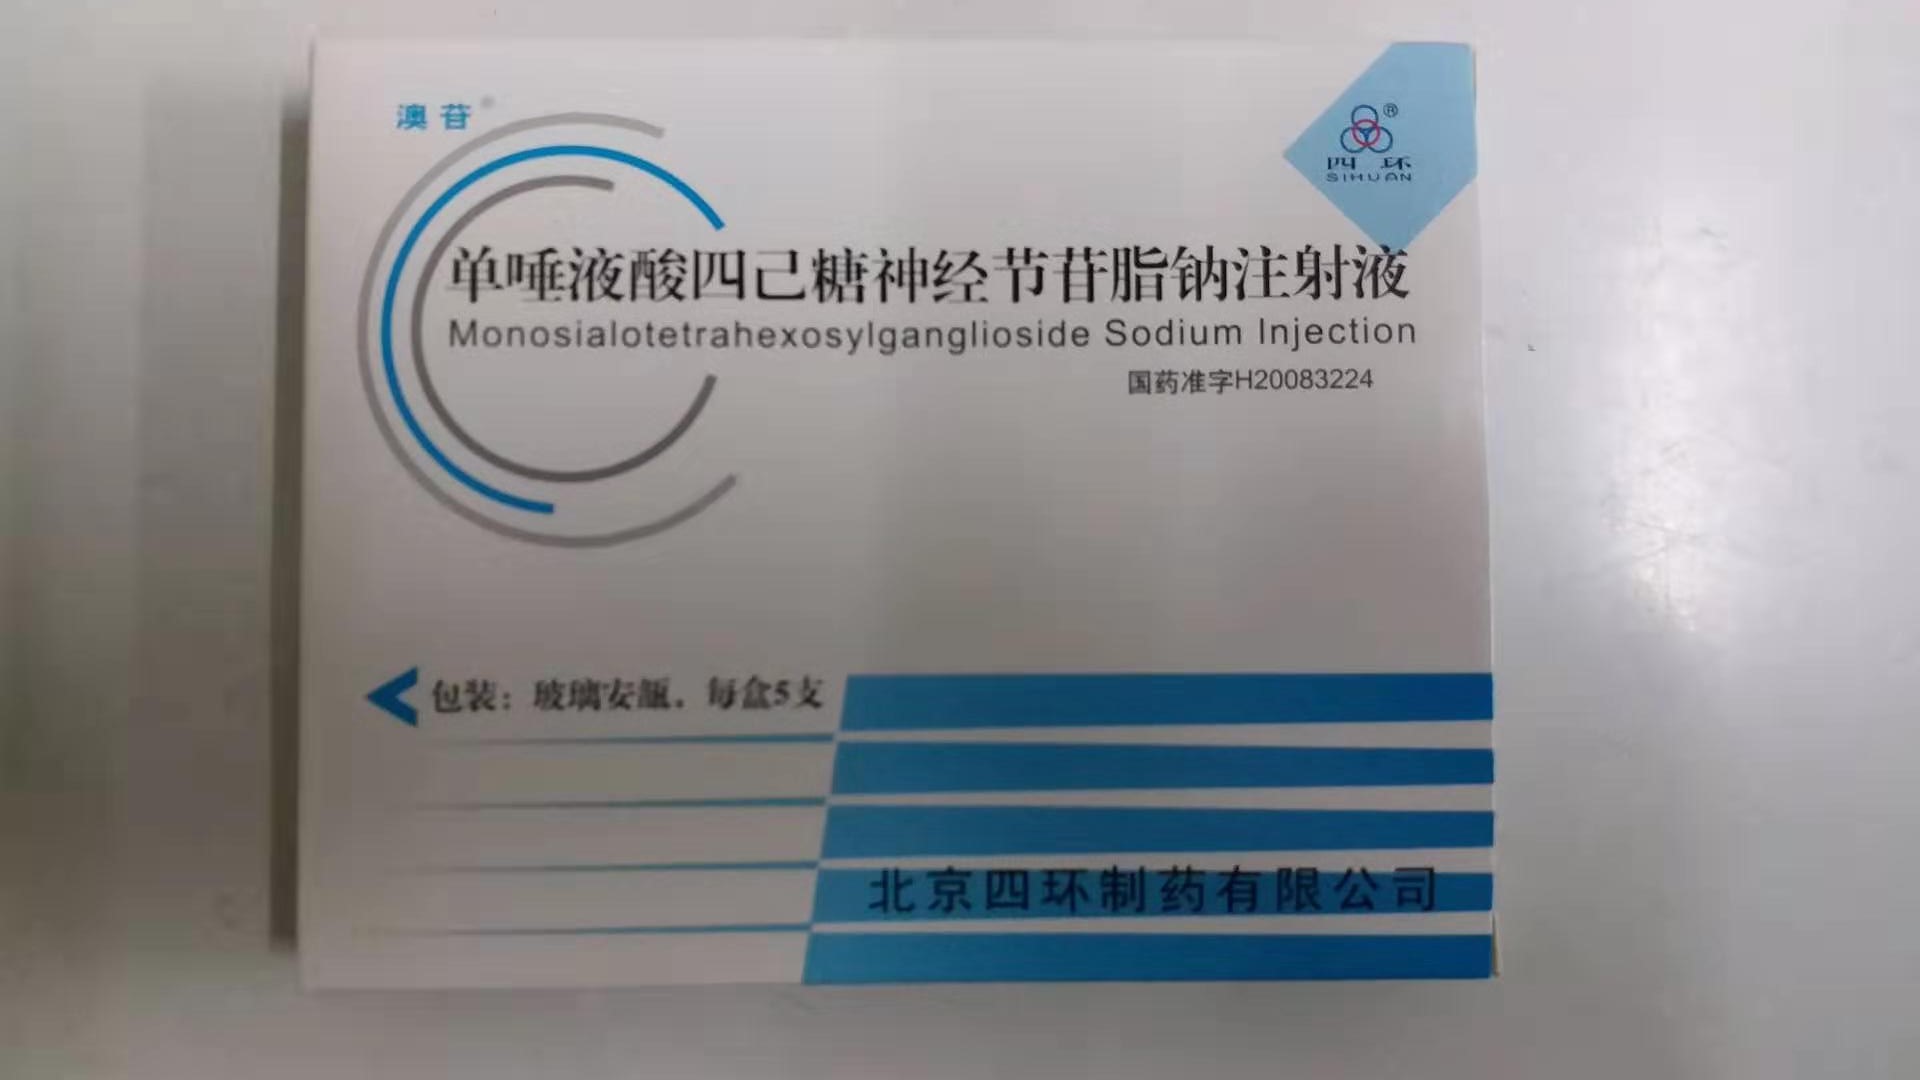 澳苷
®
四环
SIHUAN
单唾液酸四己糖神经节苷脂钠注射液
Monosialotetrahexosylganglioside Sodium Injection
国药准字H20083224
包装：玻璃安瓿，每盒5支
北京四环制药有限公司